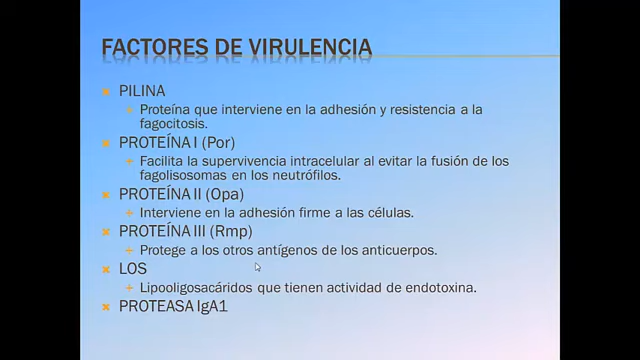 FACTORES DE VIRULENCIA
PILINA
Proteína que interviene en la adhesión y resistencia a la
fagocitosis.
PROTEÍNA I (Por)
Facilita la supervivencia intracelular al evitar la fusión de los
fagolisosomas en los neutrófilos.
PROTEÍNA II (Opa)
Interviene en la adhesión firme a las células.
PROTEÍNA III (Rmp)
Protege a los otros antígenos de los anticuerpos.
LOS
Lipooligosacáridos que tienen actividad de endotoxina.
PROTEASA IgA1